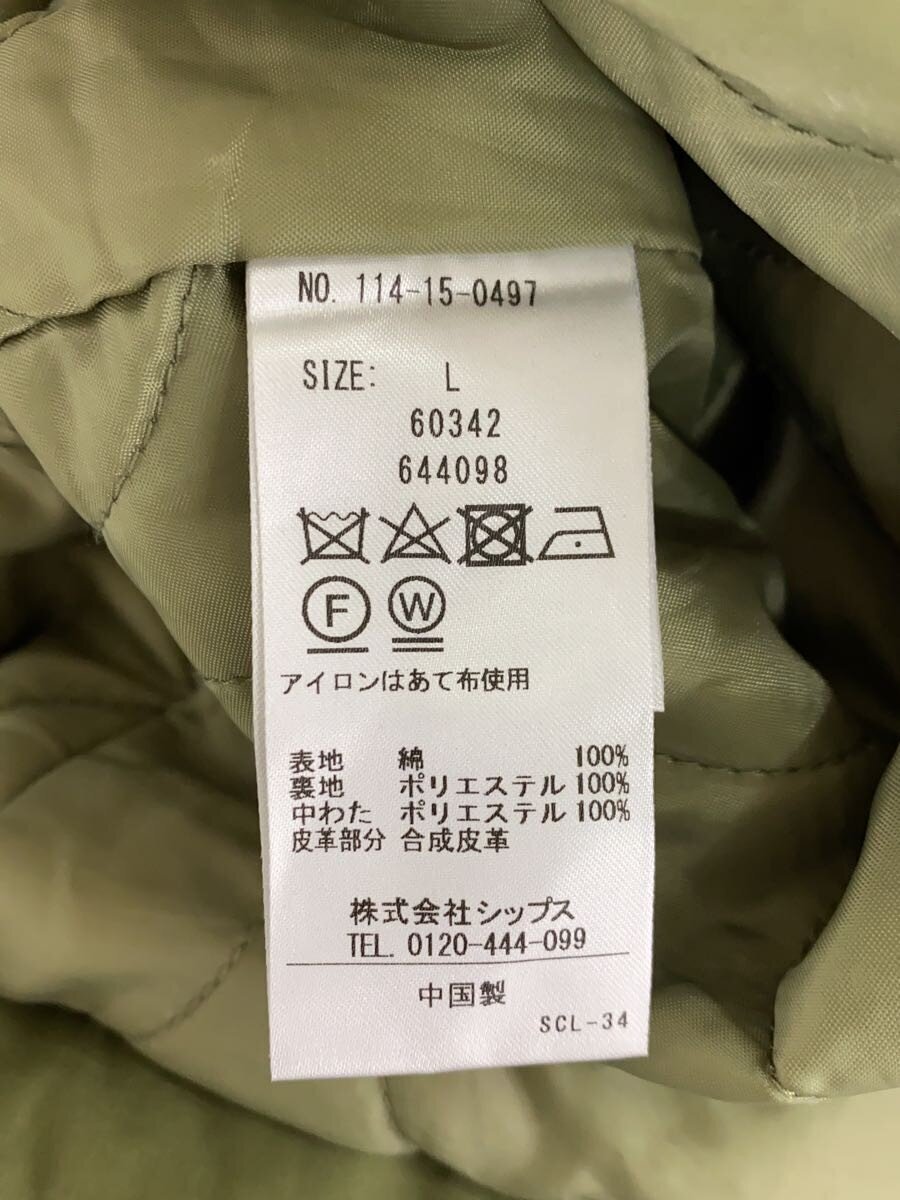 NO. 114-15-0497
SIZE: L
60342
644098
F W
アイロンはあて布使用
表地 綿 100%
裏地 ポリエステル 100%
中わた ポリエステル 100%
皮革部分 合成皮革
株式会社シップス
TEL. 0120-444-099
中国製
SCL-34